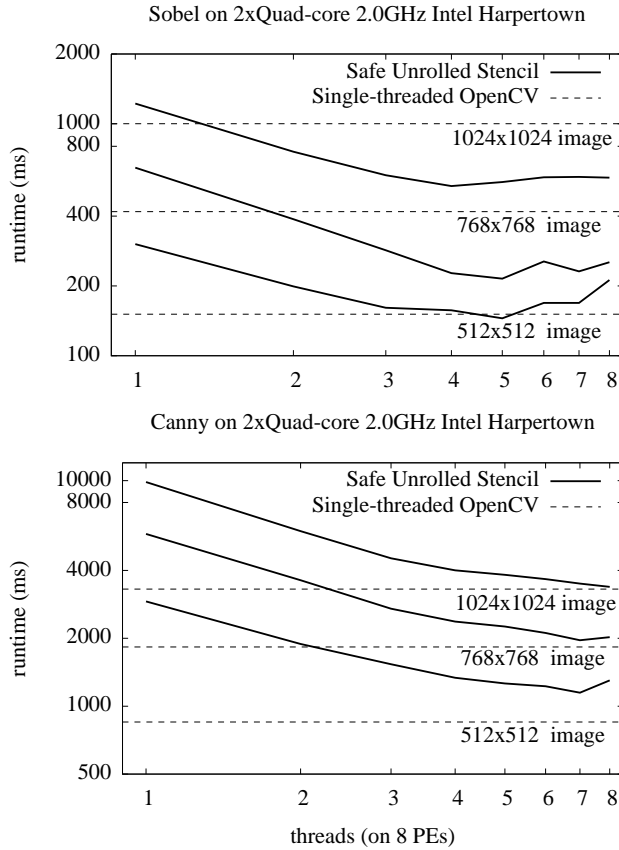 Sobel on 2xQuad-core 2.0GHz Intel Harpertown
2000
1000
800
400
200
100
runtime (ms)
Safe Unrolled Stencil
Single-threaded OpenCV
1024x1024 image
768x768 image
512x512 image
1 2 3 4 5 6 7 8
Canny on 2xQuad-core 2.0GHz Intel Harpertown
10000
8000
4000
2000
1000
500
runtime (ms)
Safe Unrolled Stencil
Single-threaded OpenCV
1024x1024 image
768x768 image
512x512 image
1 2 3 4 5 6 7 8
threads (on 8 PEs)